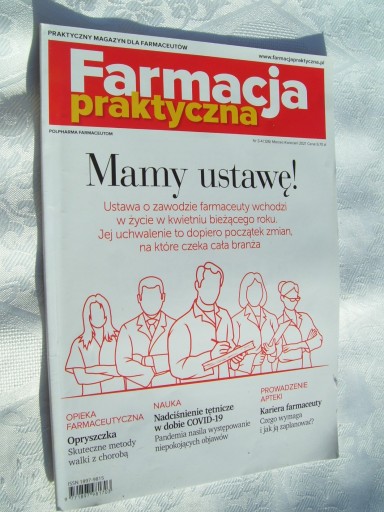 PRAKTYCZNY MAGAZYN DLA FARMACEUTÓW
www.farmacjapraktyczna.pl
Farmacja
praktyczna
POLPHARMA FARMACEUTOM
Mamy ustawę!
Ustawa o zawodzie farmaceuty wchodzi
w życie w kwietniu bieżącego roku.
Jej uchwalenie to dopiero początek zmian,
na które czeka cała branża
OPIEKA
FARMACEUTYCZNA
Opryszczka
Skuteczne metody
walki z chorobą
NAUKA
Nadciśnienie tętnicze
w dobie COVID-19
Pandemia nasila występowanie
niepokojących objawów
PROWADZENIE
APTEKI
Kariera farmaceuty
Czego wymaga
i jak ją zaplanować?